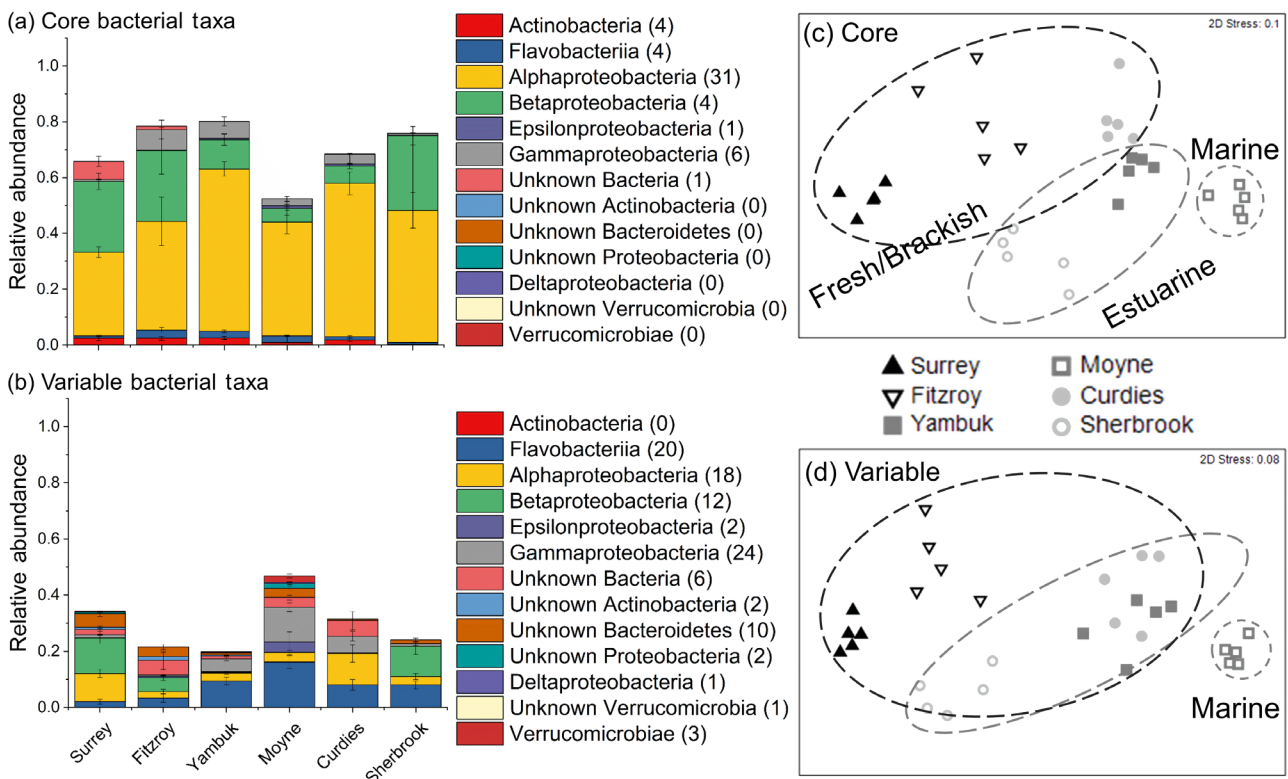 (a) Core bacterial taxa
Relative abundance
1.0
0.8
0.6
0.4
0.2
0.0
Actinobacteria (4)
Flavobacteriia (4)
Alphaproteobacteria (31)
Betaproteobacteria (4)
Epsilonproteobacteria (1)
Gammaproteobacteria (6)
Unknown Bacteria (1)
Unknown Actinobacteria (0)
Unknown Bacteroidetes (0)
Unknown Proteobacteria (0)
Deltaproteobacteria (0)
Unknown Verrucomicrobia (0)
Verrucomicrobiae (0)
(b) Variable bacterial taxa
Relative abundance
1.0
0.8
0.6
0.4
0.2
0.0
Surrey
Fitzroy
Yambuk
Moyne
Curdies
Sherbrook
Actinobacteria (0)
Flavobacteriia (20)
Alphaproteobacteria (18)
Betaproteobacteria (12)
Epsilonproteobacteria (2)
Gammaproteobacteria (24)
Unknown Bacteria (6)
Unknown Actinobacteria (2)
Unknown Bacteroidetes (10)
Unknown Proteobacteria (2)
Deltaproteobacteria (1)
Unknown Verrucomicrobia (1)
Verrucomicrobiae (3)
(c) Core
2D Stress: 0.1
Marine
Fresh/Brackish
Estuarine
Surrey
Fitzroy
Yambuk
Moyne
Curdies
Sherbrook
(d) Variable
2D Stress: 0.08
Marine